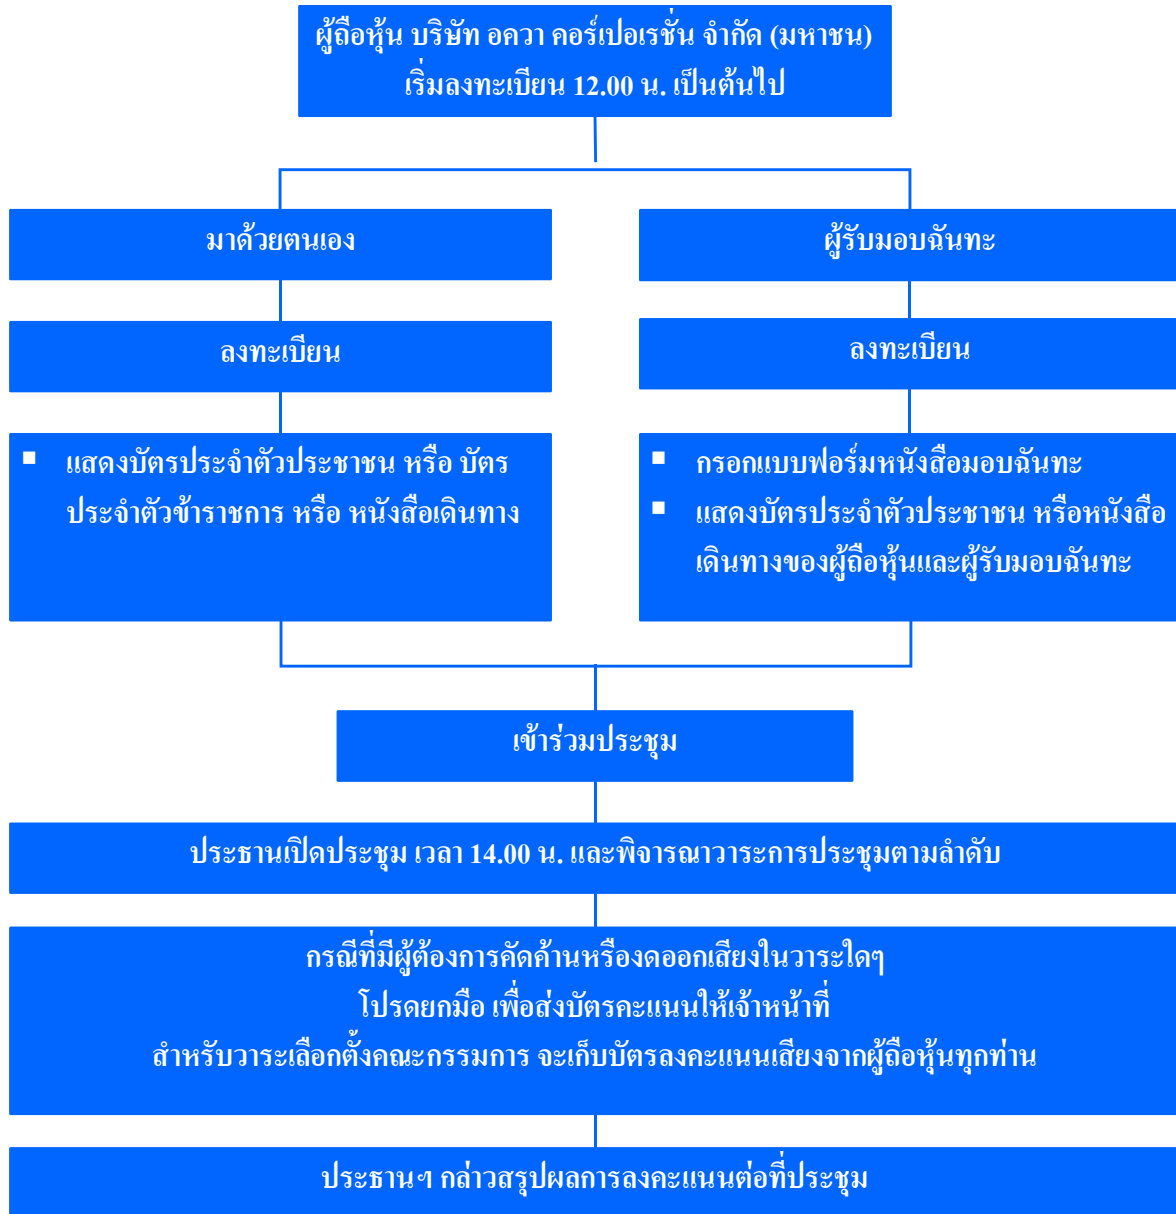 ผู้ถือหุ้น บริษัท อควา คอร์เปอเรชั่น จำกัด (มหาชน)
เริ่มลงทะเบียน 12.00 น. เป็นต้นไป
มาด้วยตนเอง
ผู้รับมอบฉันทะ
ลงทะเบียน
ลงทะเบียน
▪ แสดงบัตรประจำตัวประชาชน หรือ บัตร
ประจำตัวข้าราชการ หรือ หนังสือเดินทาง
▪ กรอกแบบฟอร์มหนังสือมอบฉันทะ
▪ แสดงบัตรประจำตัวประชาชน หรือหนังสือ
เดินทางของผู้ถือหุ้นและผู้รับมอบฉันทะ
เข้าร่วมประชุม
ประธานเปิดประชุม เวลา 14.00 น. และพิจารณาวาระการประชุมตามลำดับ
กรณีที่มีผู้ต้องการคัดค้านหรืองดออกเสียงในวาระใดๆ
โปรดยกมือ เพื่อส่งบัตรคะแนนให้เจ้าหน้าที่
สำหรับวาระเลือกตั้งคณะกรรมการ จะเก็บบัตรลงคะแนนเสียงจากผู้ถือหุ้นทุกท่าน
ประธานฯ กล่าวสรุปผลการลงคะแนนต่อที่ประชุม